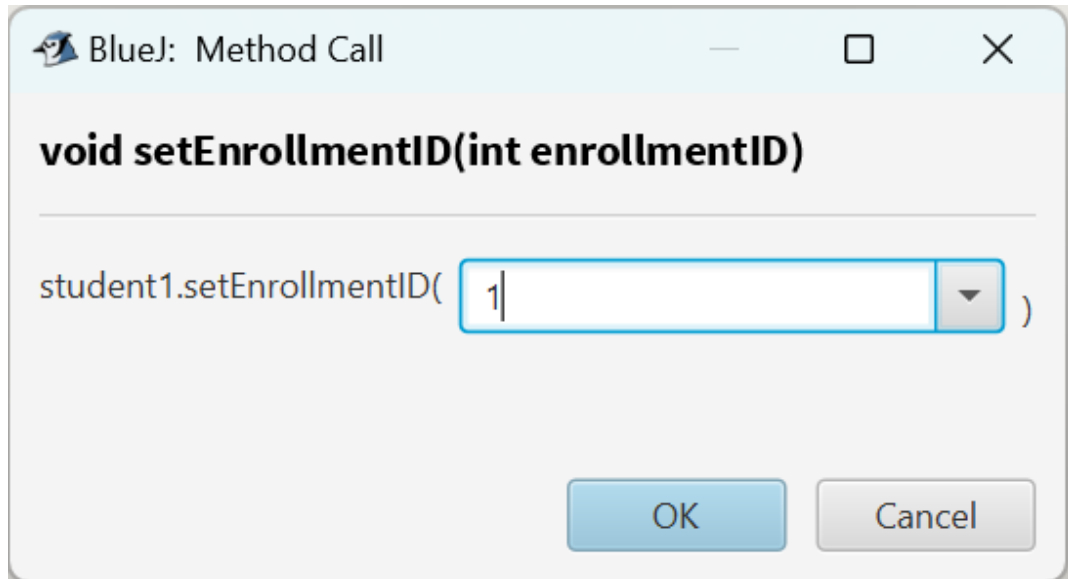 BlueJ: Method Call
void setEnrollmentID(int enrollmentID)
student1.setEnrollmentID( 1 )
OK Cancel